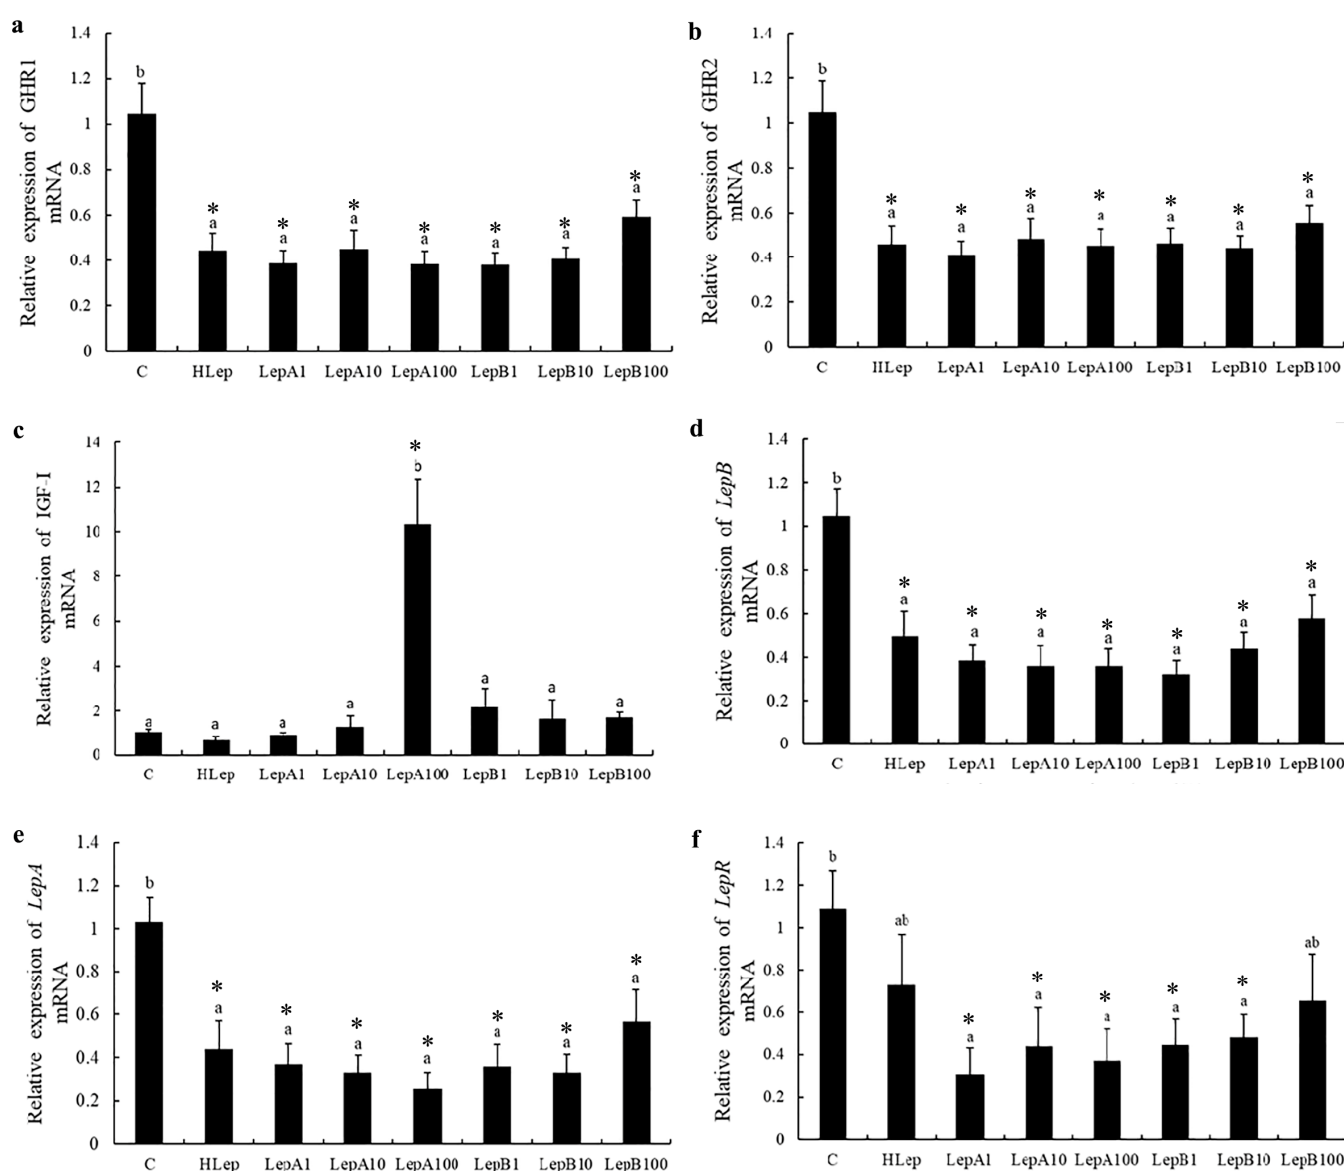 a
Relative expression of GHR1
mRNA
1.4
1.2
1
0.8
0.6
0.4
0.2
0
b
* * * * * * *
a a a a a a a
C HLep LepA1 LepA10 LepA100 LepB1 LepB10 LepB100
b
Relative expression of GHR2
mRNA
1.4
1.2
1
0.8
0.6
0.4
0.2
0
b
* * * * * * *
a a a a a a a
C HLep LepA1 LepA10 LepA100 LepB1 LepB10 LepB100
c
Relative expression of IGF-I
mRNA
14
12
10
8
6
4
2
0
*
a a a a b a a a
C HLep LepA1 LepA10 LepA100 LepB1 LepB10 LepB100
d
Relative expression of LepB
mRNA
1.4
1.2
1
0.8
0.6
0.4
0.2
0
b
* * * * * * *
a a a a a a a
C HLep LepA1 LepA10 LepA100 LepB1 LepB10 LepB100
e
Relative expression of LepA
mRNA
1.4
1.2
1
0.8
0.6
0.4
0.2
0
b
* * * * * * *
a a a a a a a
C HLep LepA1 LepA10 LepA100 LepB1 LepB10 LepB100
f
Relative expression of LepR
mRNA
1.4
1.2
1
0.8
0.6
0.4
0.2
0
* * * * *
b ab a a a a a ab
C HLep LepA1 LepA10 LepA100 LepB1 LepB10 LepB100